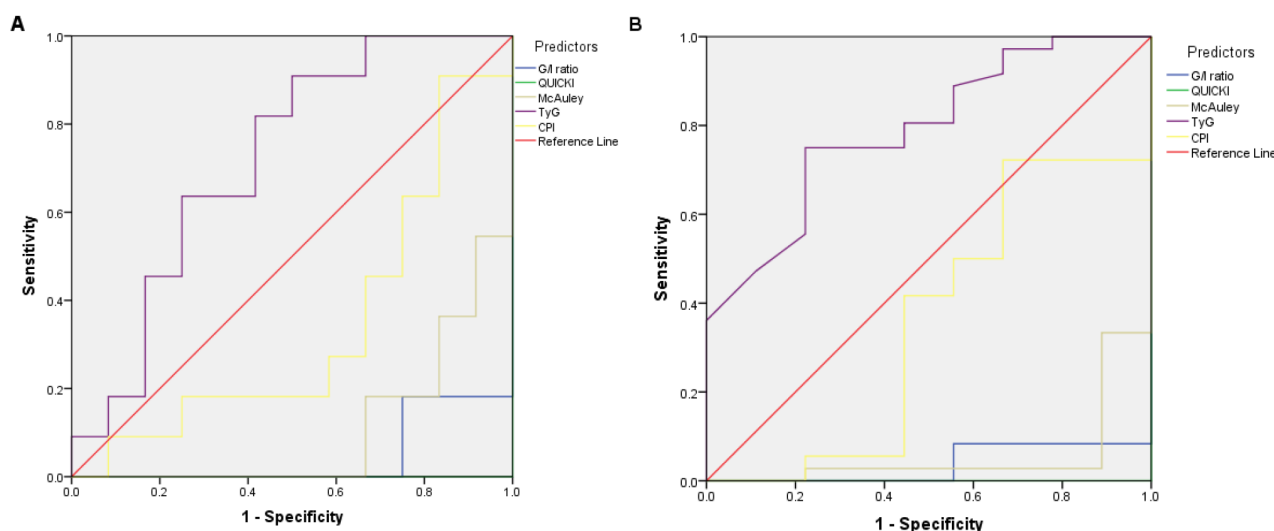 A
Predictors
G/I ratio
QUICKI
McAuley
TyG
CPI
Reference Line
Sensitivity
1.0
0.8
0.6
0.4
0.2
0.0
0.0 0.2 0.4 0.6 0.8 1.0
1 - Specificity
B
Predictors
G/I ratio
QUICKI
McAuley
TyG
CPI
Reference Line
Sensitivity
1.0
0.8
0.6
0.4
0.2
0.0
0.0 0.2 0.4 0.6 0.8 1.0
1 - Specificity